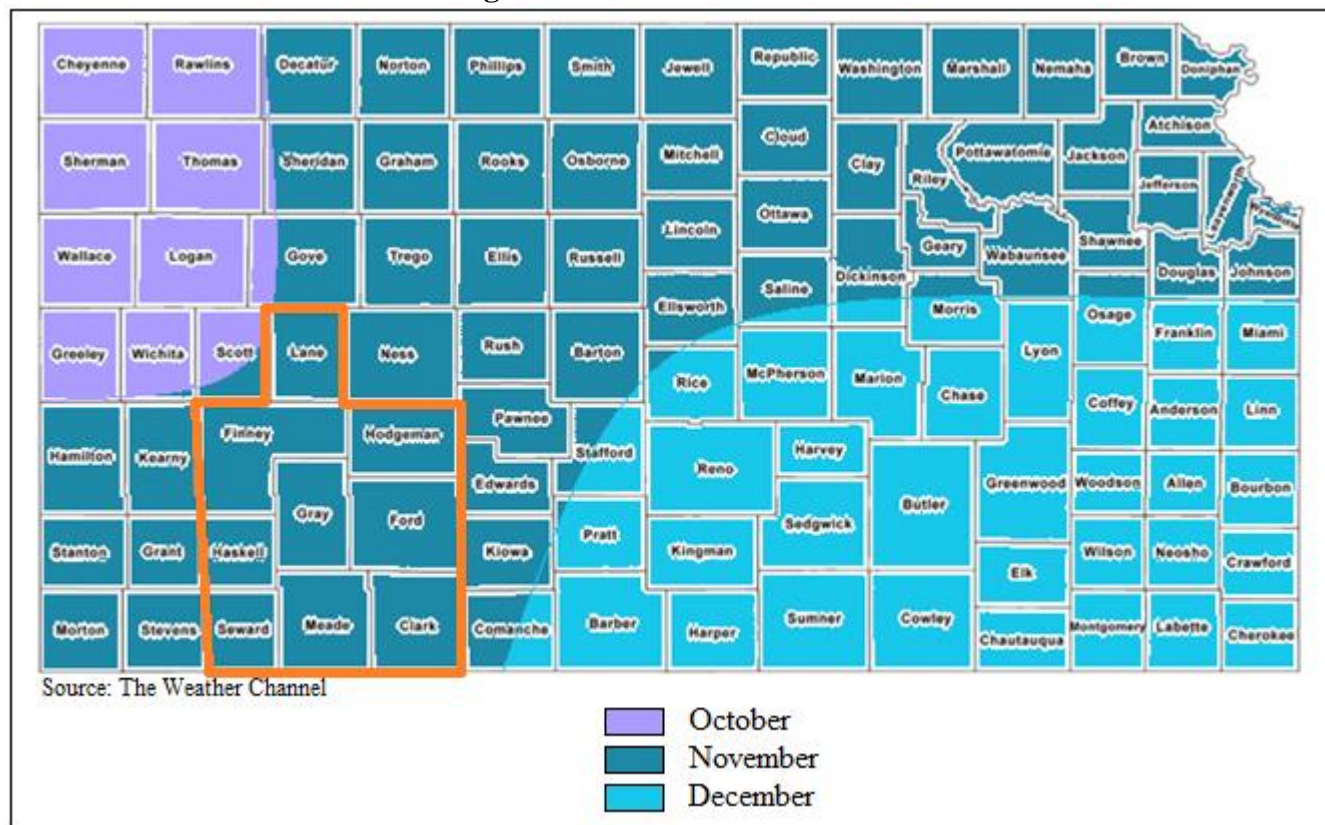 Cheyenne Rawlins Decatur Norton Phillips Smith Jewell Republic Washington Marshall Nemaha Brown Doniphan
Sherman Thomas Sheridan Graham Rooks Osborne Mitchell Cloud Clay Riley Pottawatomie Jackson Atchison
Jefferson Leavenworth Wyandotte
Wallace Logan Gove Trego Ellis Russell Lincoln Ottawa Dickinson Geary Wabaunsee Shawnee Douglas Johnson
Ellsworth Saline Morris Osage
Greeley Wichita Scott Lane Ness Rush Barton Rice McPherson Marion Chase Lyon Franklin Miami
Hamilton Kearny Finney Hodgeman Pawnee Stafford Reno Harvey Coffey Anderson Linn
Gray Ford Edwards Sedgwick Butler Greenwood Woodson Allen Bourbon
Stanton Grant Haskell Kiowa Pratt Kingman Elk Wilson Neosho Crawford
Morton Stevens Seward Meade Clark Comanche Barber Harper Sumner Cowley Chautauqua Montgomery Labette Cherokee
Source: The Weather Channel
October
November
December